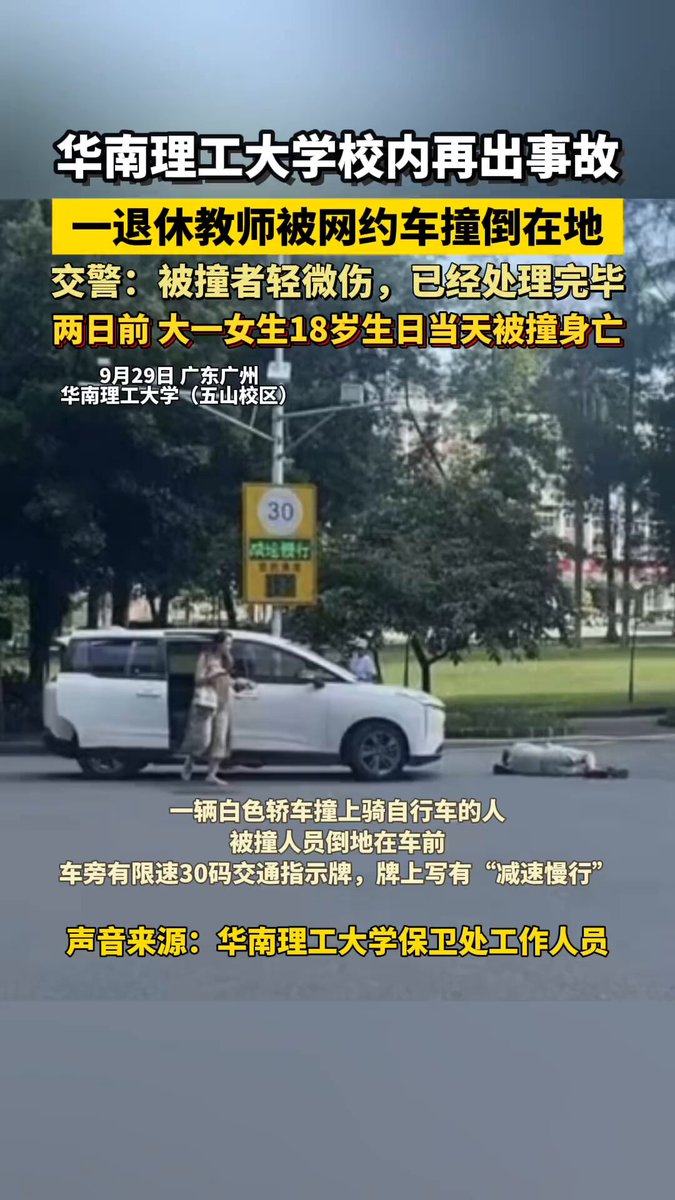 华南理工大学校内再出事故
一退休教师被网约车撞倒在地
交警：被撞者轻微伤，已经处理完毕
两日前 大一女生18岁生日当天被撞身亡
9月29日 广东广州
华南理工大学（五山校区）
30
减速慢行
一辆白色轿车撞上骑自行车的人
被撞人员倒地在车前
车旁有限速30码交通指示牌，牌上写有“减速慢行”
声音来源：华南理工大学保卫处工作人员